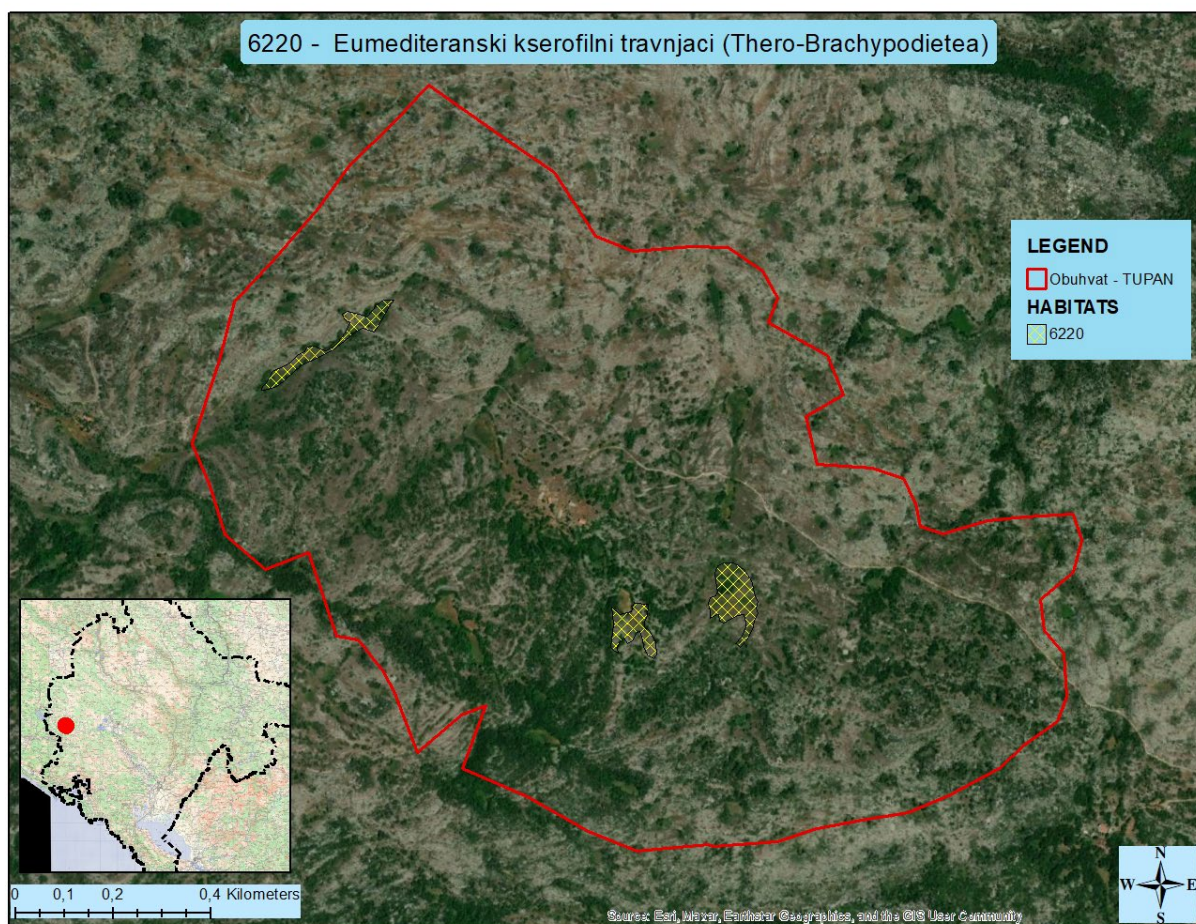 6220 - Eumediteranski kserofilni travnjaci (Thero-Brachypodietea)
LEGEND
Obuhvat - TUPAN
HABITATS
6220
0 0,1 0,2 0,4 Kilometers
N
W E
S
Source: Esri, Maxar, Earthstar Geographics, and the GIS User Community